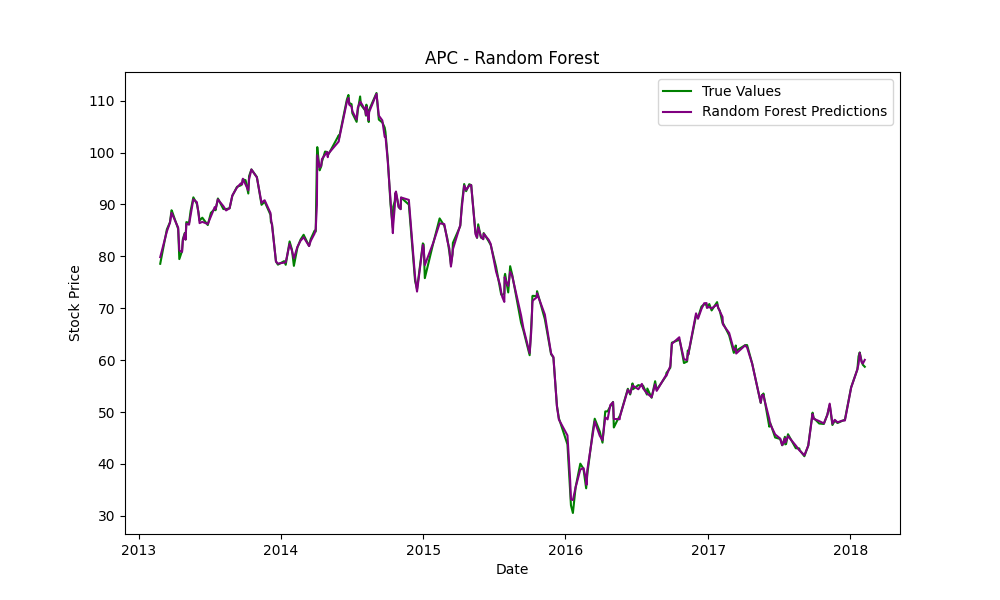 APC - Random Forest
True Values
Random Forest Predictions
Stock Price
110
100
90
80
70
60
50
40
30
2013 2014 2015 2016 2017 2018
Date